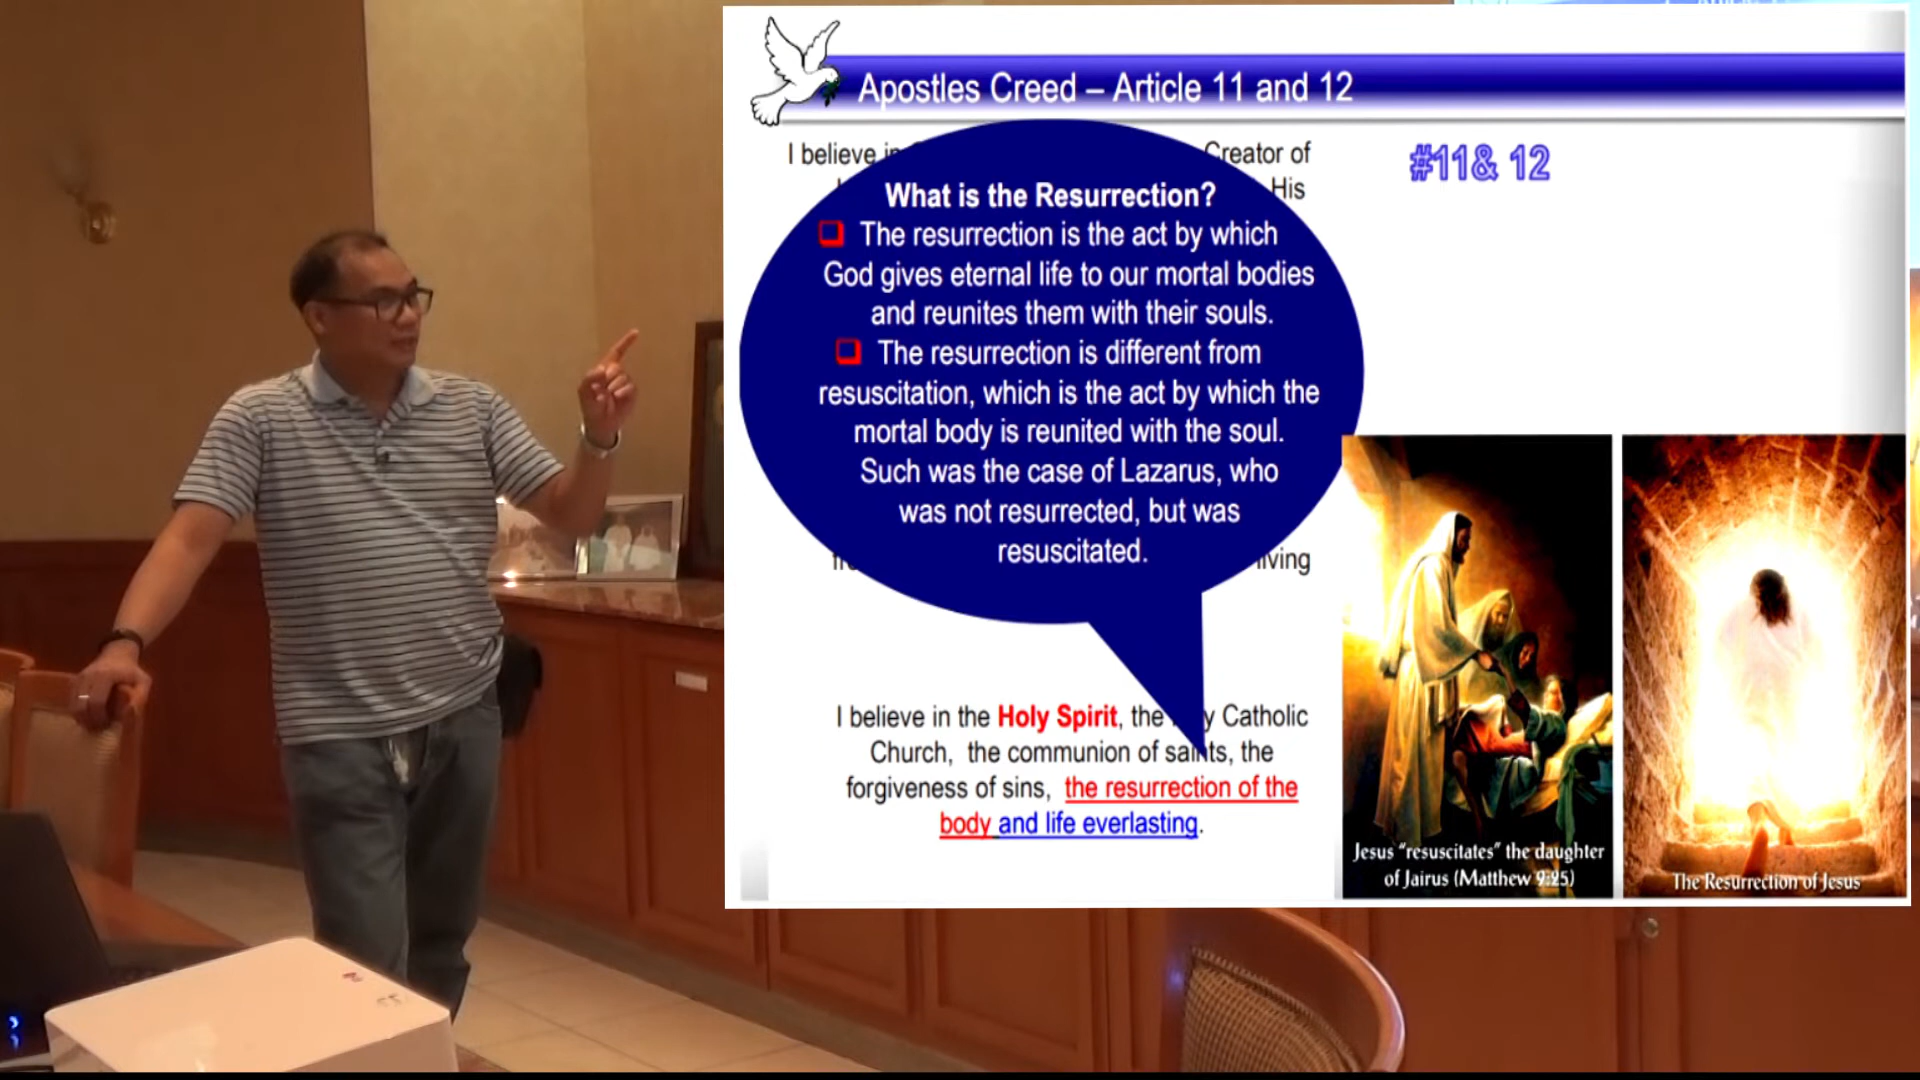 Apostles Creed – Article 11 and 12
I believe
Creator of
His
#11& 12
What is the Resurrection?
The resurrection is the act by which
God gives eternal life to our mortal bodies
and reunites them with their souls.
The resurrection is different from
resuscitation, which is the act by which the
mortal body is reunited with the soul.
Such was the case of Lazarus, who
was not resurrected, but was
resuscitated.
I believe in the Holy Spirit, the Catholic
Church, the communion of saints, the
forgiveness of sins, the resurrection of the
body and life everlasting.
Jesus "resuscitates" the daughter
of Jairus (Matthew 9:25)
The Resurrection of Jesus